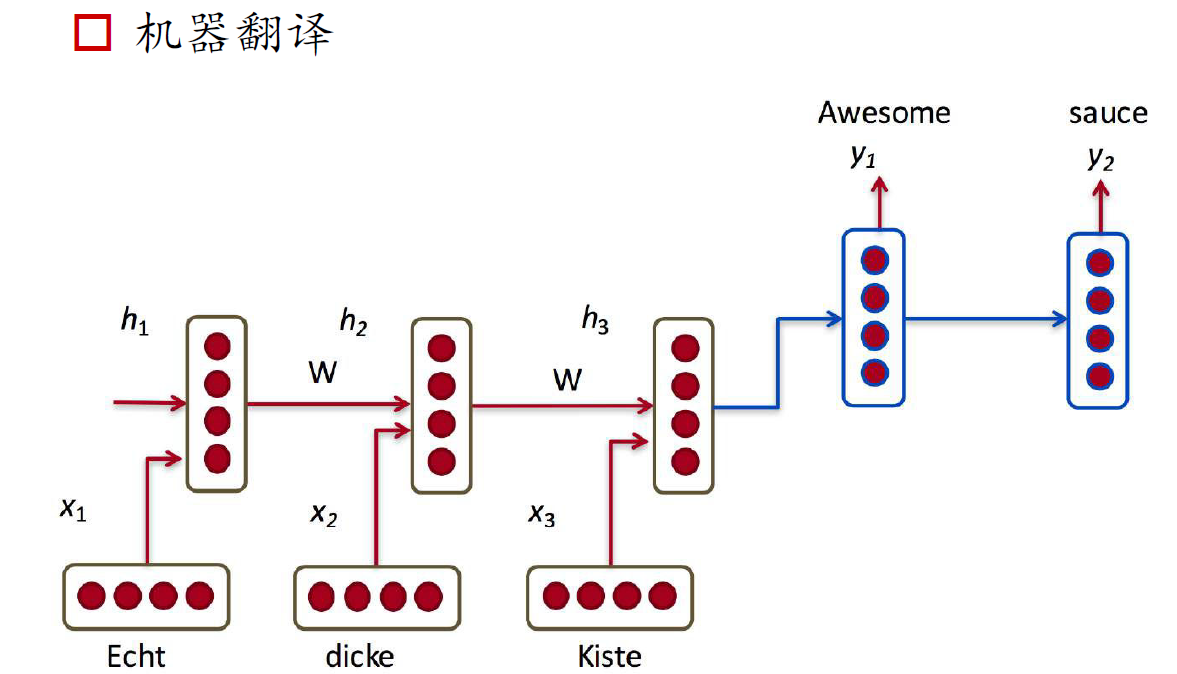 机器翻译
Awesome sauce
y1 y2
h1 h2 h3
W W
x1 x2 x3
Echt dicke Kiste